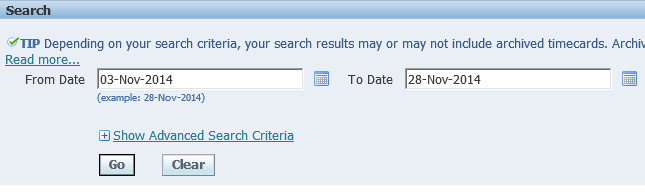 Search
TIP Depending on your search criteria, your search results may or may not include archived timecards.
Read more...
From Date 03-Nov-2014 To Date 28-Nov-2014
(example: 28-Nov-2014)
Show Advanced Search Criteria
Go Clear